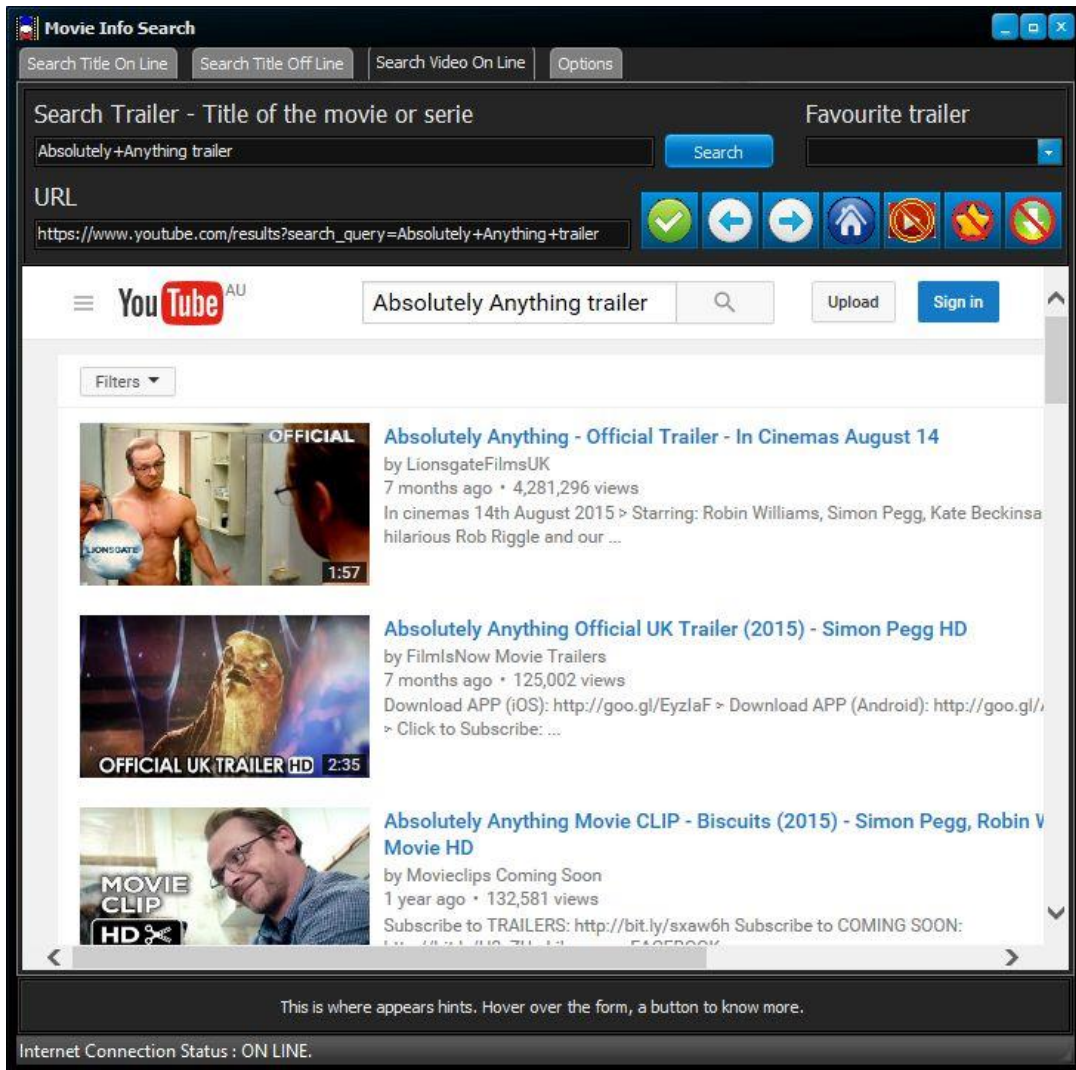 Movie Info Search
Search Title On Line
Search Title Off Line
Search Video On Line
Options
Search Trailer - Title of the movie or serie
Favourite trailer
Absolutely+Anything trailer
Search
URL
https://www.youtube.com/results?search_query=Absolutely+Anything+trailer
YouTube AU
Absolutely Anything trailer
Upload
Sign in
Filters
OFFICIAL
LIONSGATE
1:57
Absolutely Anything - Official Trailer - In Cinemas August 14
by LionsgateFilmsUK
7 months ago • 4,281,296 views
In cinemas 14th August 2015 > Starring: Robin Williams, Simon Pegg, Kate Beckinsa
hilarious Rob Riggle and our ...
OFFICIAL UK TRAILER HD 2:35
Absolutely Anything Official UK Trailer (2015) - Simon Pegg HD
by FilmIsNow Movie Trailers
7 months ago • 125,002 views
Download APP (iOS): http://goo.gl/EyzIaF > Download APP (Android): http://goo.gl/
> Click to Subscribe: ...
MOVIE
CLIP
HD
Absolutely Anything Movie CLIP - Biscuits (2015) - Simon Pegg, Robin W
Movie HD
by Movieclips Coming Soon
1 year ago • 132,581 views
Subscribe to TRAILERS: http://bit.ly/sxaw6h Subscribe to COMING SOON:
This is where appears hints. Hover over the form, a button to know more.
Internet Connection Status : ON LINE.